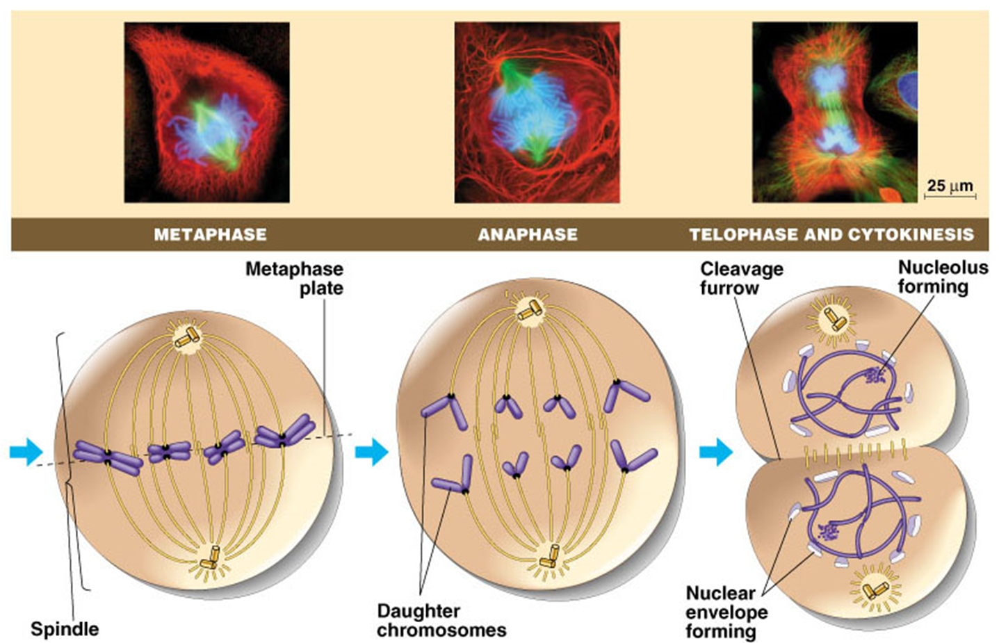 25 µm
METAPHASE
ANAPHASE
TELOPHASE AND CYTOKINESIS
Metaphase
plate
Spindle
Daughter
chromosomes
Cleavage
furrow
Nucleolus
forming
Nuclear
envelope
forming